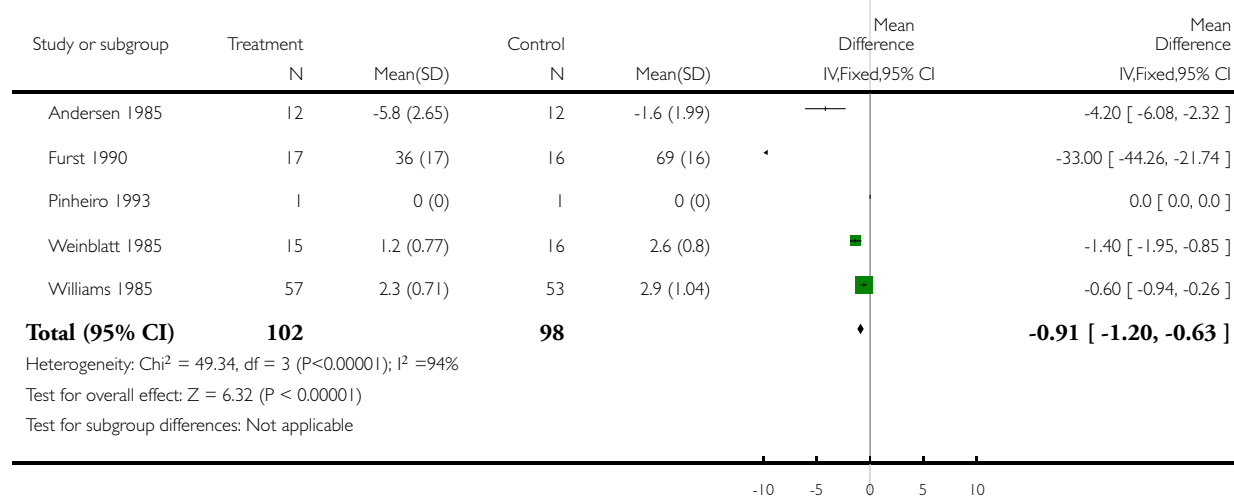 Study or subgroup Treatment Control Mean Difference Mean Difference
N Mean(SD) N Mean(SD) IV,Fixed,95% CI IV,Fixed,95% CI
Andersen 1985 12 -5.8 (2.65) 12 -1.6 (1.99) -4.20 [ -6.08, -2.32 ]
Furst 1990 17 36 (17) 16 69 (16) -33.00 [ -44.26, -21.74 ]
Pinheiro 1993 1 0 (0) 1 0 (0) 0.0 [ 0.0, 0.0 ]
Weinblatt 1985 15 1.2 (0.77) 16 2.6 (0.8) -1.40 [ -1.95, -0.85 ]
Williams 1985 57 2.3 (0.71) 53 2.9 (1.04) -0.60 [ -0.94, -0.26 ]
Total (95% CI) 102 98 -0.91 [ -1.20, -0.63 ]
Heterogeneity: Chi² = 49.34, df = 3 (P<0.00001); I² =94%
Test for overall effect: Z = 6.32 (P < 0.00001)
Test for subgroup differences: Not applicable
-10 -5 0 5 10